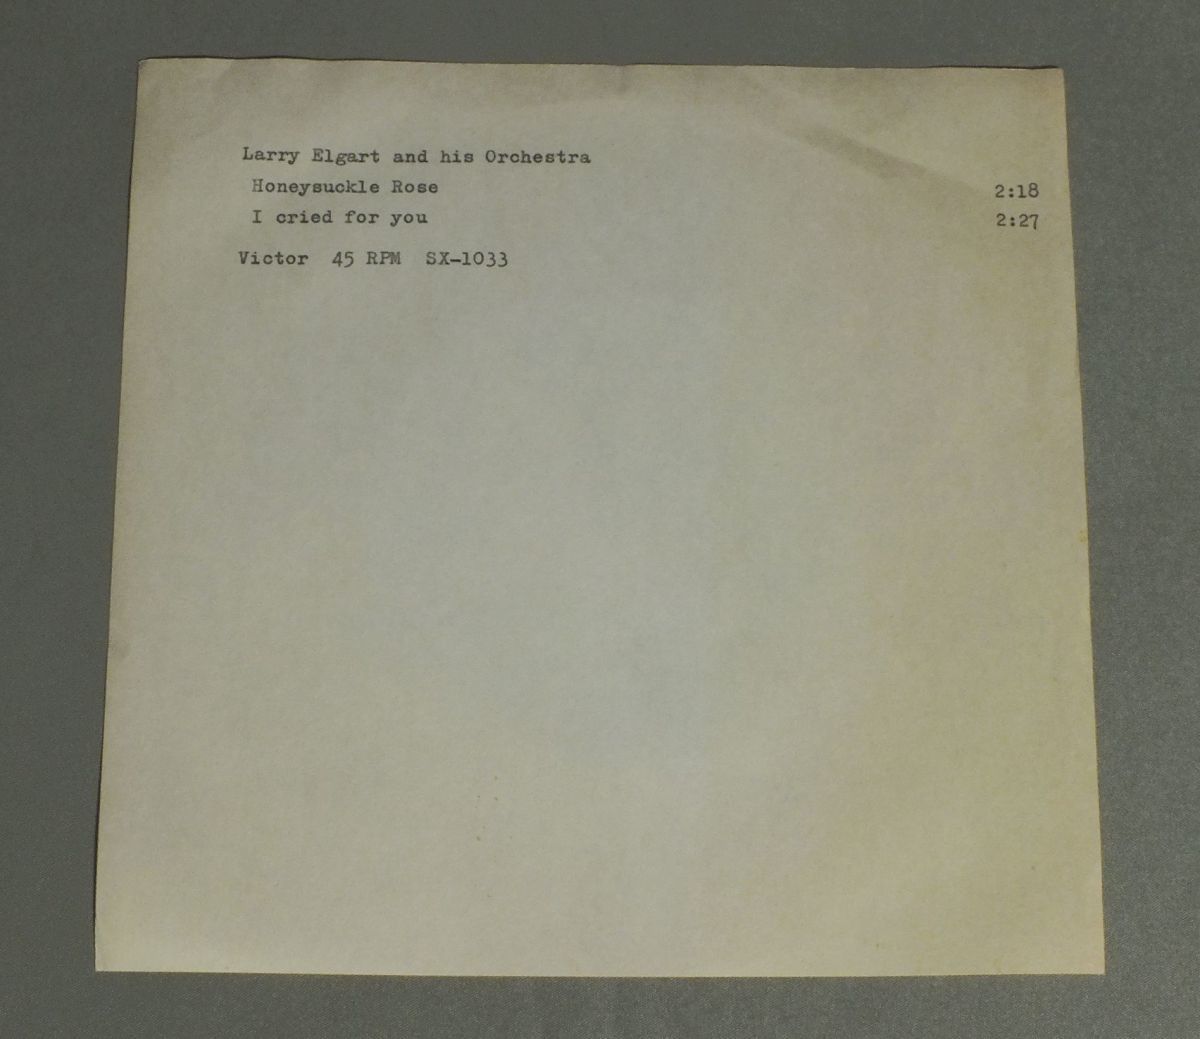 Larry Elgart and his Orchestra
Honeysuckle Rose 2:18
I cried for you 2:27
Victor 45 RPM SX-1033